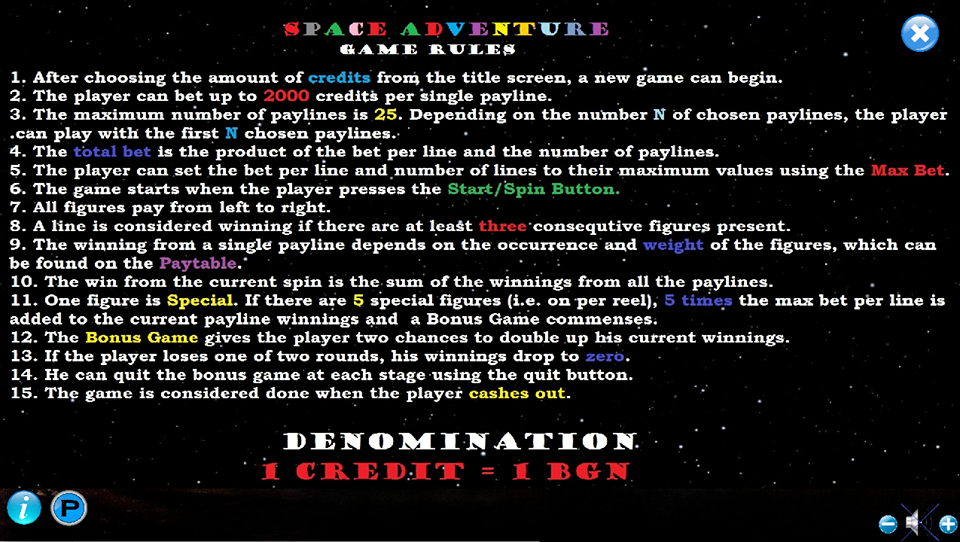 SPACE ADVENTURE
GAME RULES
1. After choosing the amount of credits from the title screen, a new game can begin.
2. The player can bet up to 2000 credits per single payline.
3. The maximum number of paylines is 25. Depending on the number N of chosen paylines, the player
can play with the first N chosen paylines.
4. The total bet is the product of the bet per line and the number of paylines.
5. The player can set the bet per line and number of lines to their maximum values using the Max Bet.
6. The game starts when the player presses the Start/Spin Button.
7. All figures pay from left to right.
8. A line is considered winning if there are at least three consequtive figures present.
9. The winning from a single payline depends on the occurrence and weight of the figures, which can
be found on the Paytable.
10. The win from the current spin is the sum of the winnings from all the paylines.
11. One figure is Special. If there are 5 special figures (i.e. on per reel), 5 times the max bet per line is
added to the current payline winnings and a Bonus Game commenses.
12. The Bonus Game gives the player two chances to double up his current winnings.
13. If the player loses one of two rounds, his winnings drop to zero.
14. He can quit the bonus game at each stage using the quit button.
15. The game is considered done when the player cashes out.
DENOMINATION
1 CREDIT = 1 BGN
i P